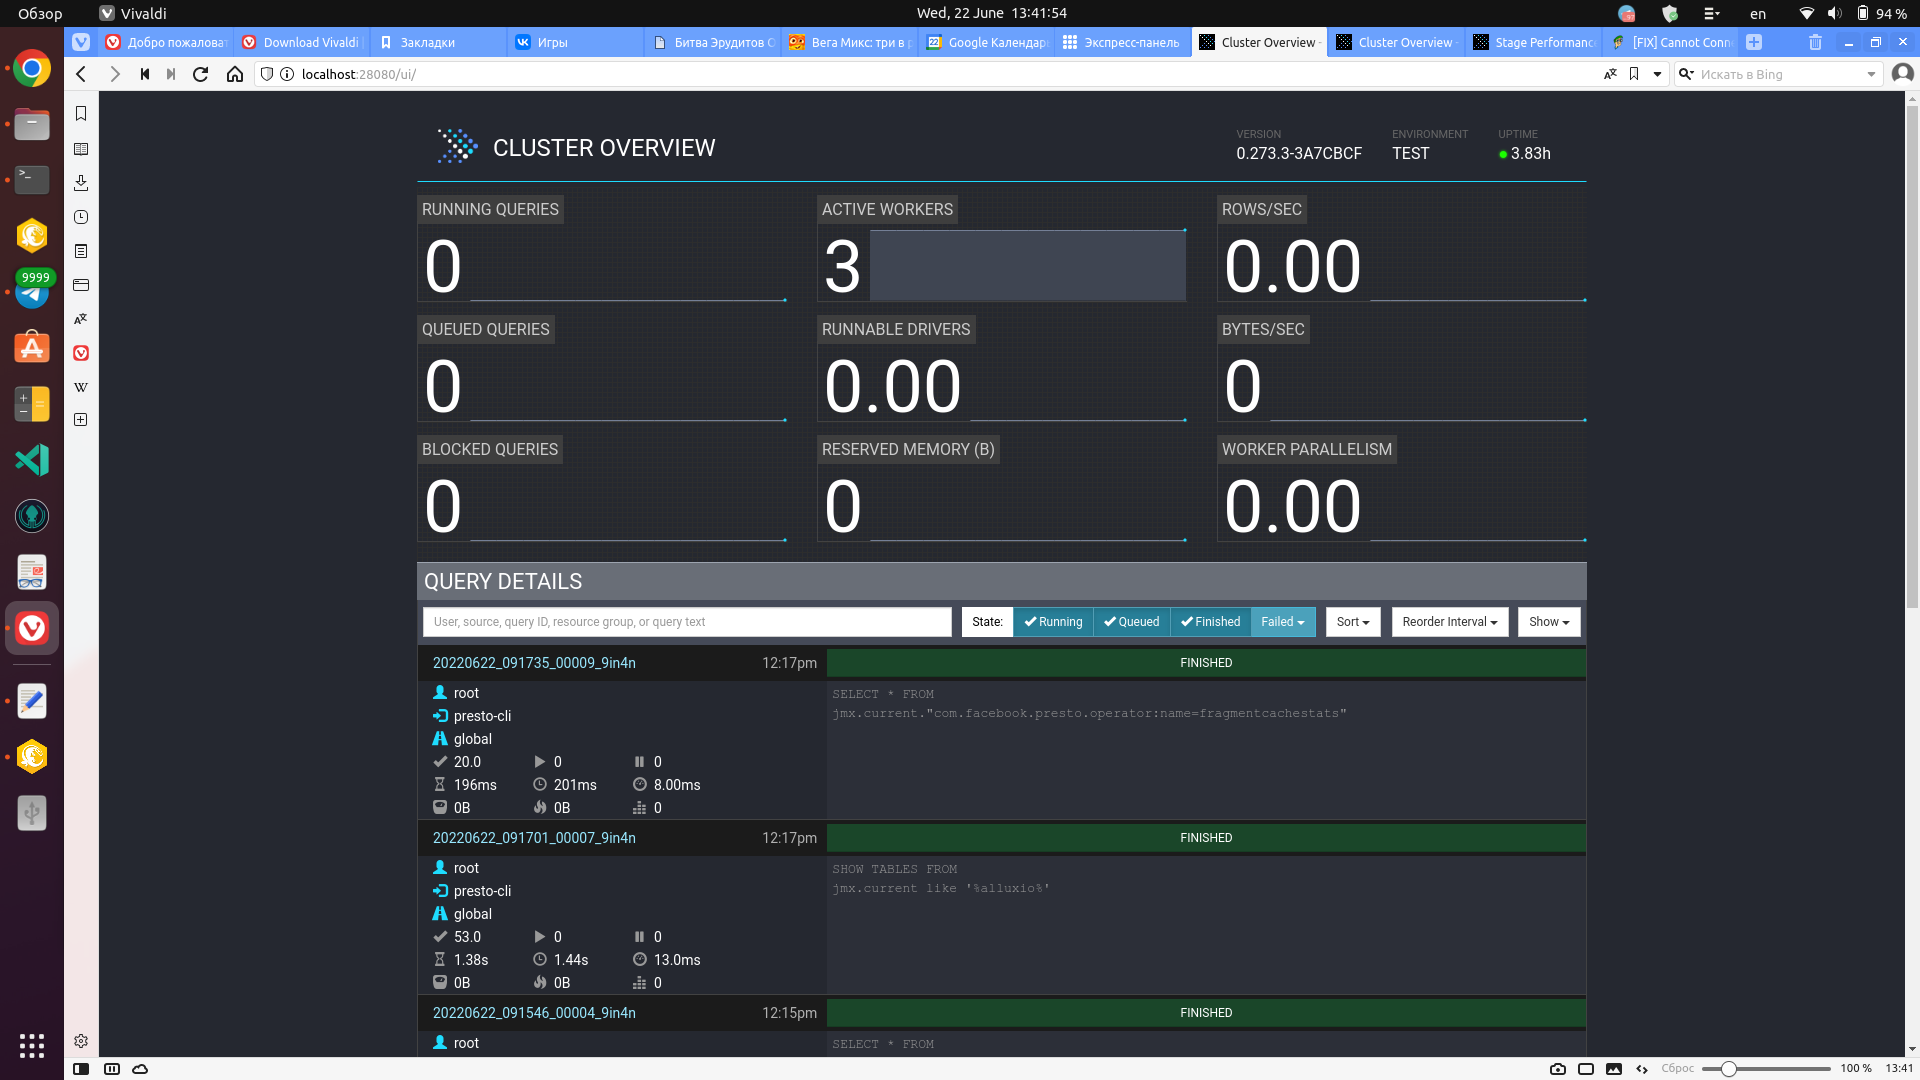 Обзор
Vivaldi
Wed, 22 June 13:41:54
en
94 %
Добро пожаловат
Download Vivaldi
Закладки
Игры
Битва Эрудитов О
Вега Микс: три в р
Google Календар
Экспресс-панель
Cluster Overview -
Cluster Overview -
Stage Performanc
[FIX] Cannot Conn
localhost:28080/ui/
Искать в Bing
9999
CLUSTER OVERVIEW
VERSION
0.273.3-3A7CBCF
ENVIRONMENT
TEST
UPTIME
3.83h
RUNNING QUERIES
0
ACTIVE WORKERS
3
ROWS/SEC
0.00
QUEUED QUERIES
0
RUNNABLE DRIVERS
0.00
BYTES/SEC
0
BLOCKED QUERIES
0
RESERVED MEMORY (B)
0
WORKER PARALLELISM
0.00
QUERY DETAILS
User, source, query ID, resource group, or query text
State:
Running
Queued
Finished
Failed
Sort
Reorder Interval
Show
20220622_091735_00009_9in4n
12:17pm
FINISHED
root
presto-cli
global
20.0 0 0
196ms 201ms 8.00ms
0B 0B 0
SELECT * FROM
jmx.current."com.facebook.presto.operator:name=fragmentcachestats"
20220622_091701_00007_9in4n
12:17pm
FINISHED
root
presto-cli
global
53.0 0 0
1.38s 1.44s 13.0ms
0B 0B 0
SHOW TABLES FROM
jmx.current like '%alluxio%'
20220622_091546_00004_9in4n
12:15pm
FINISHED
root
SELECT * FROM
Сброс
100 %
13:41